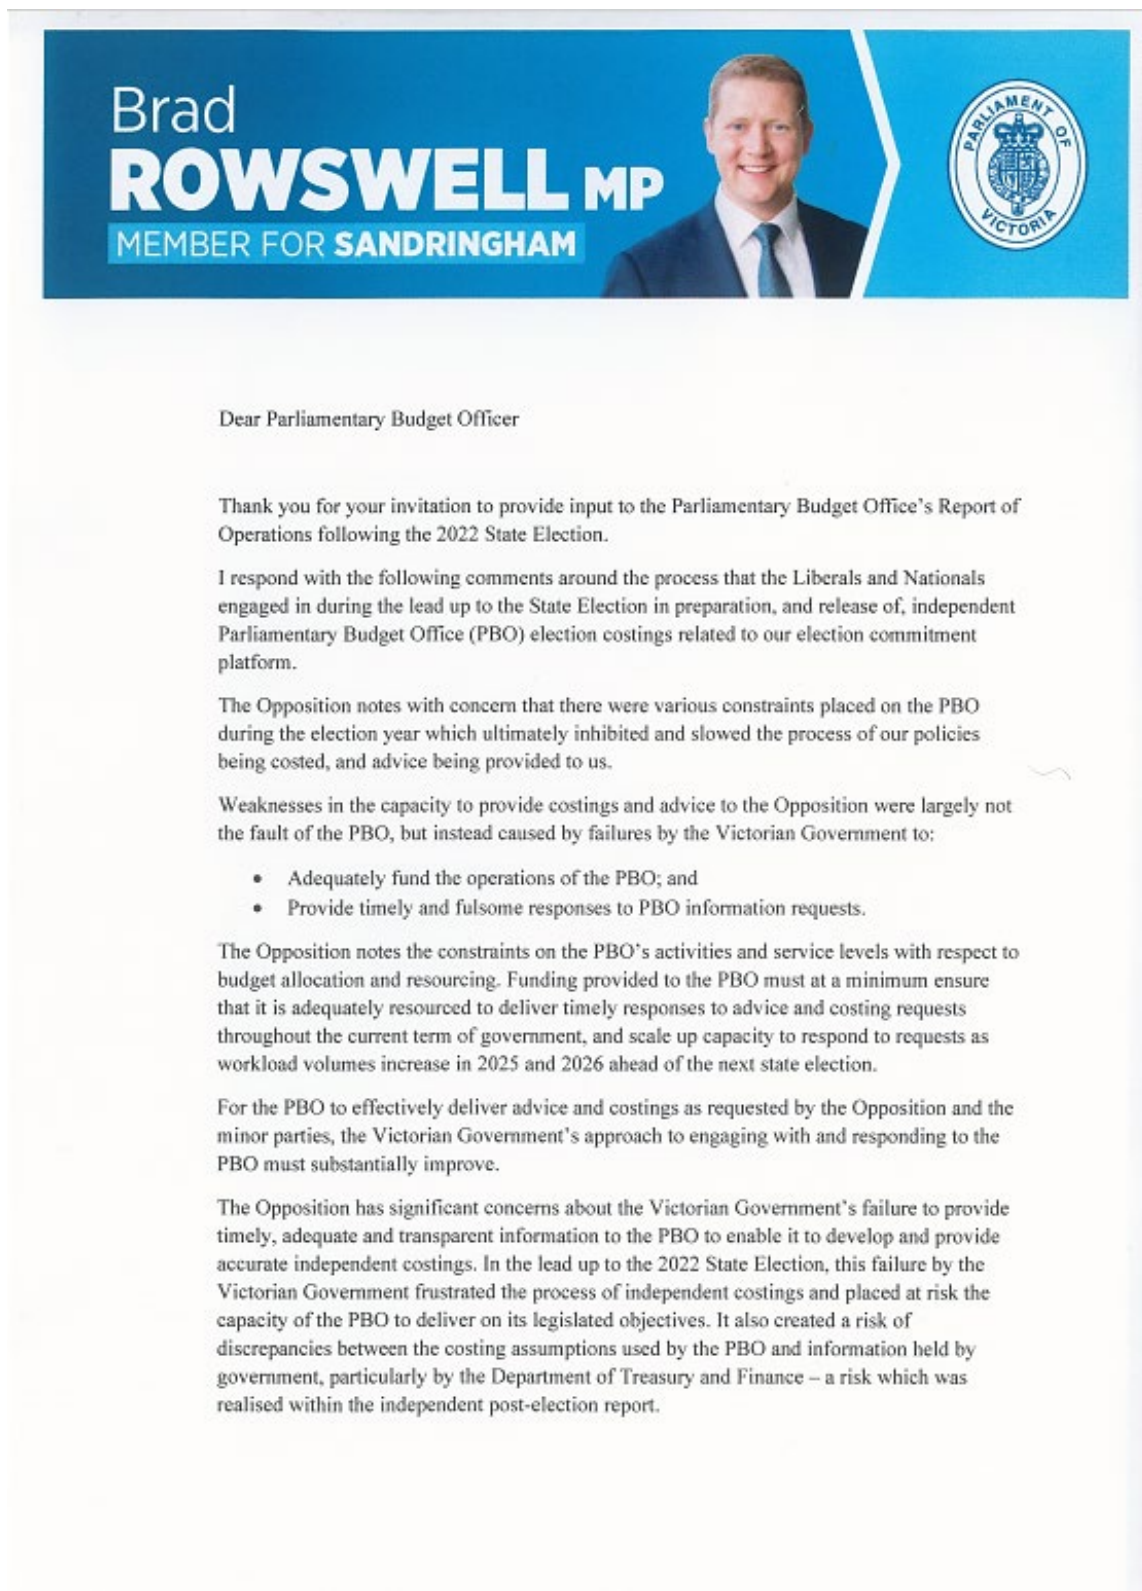 Brad
ROWSWELL MP
MEMBER FOR SANDRINGHAM
PARLIAMENT OF
VICTORIA
Dear Parliamentary Budget Officer
Thank you for your invitation to provide input to the Parliamentary Budget Office's Report of
Operations following the 2022 State Election.
I respond with the following comments around the process that the Liberals and Nationals
engaged in during the lead up to the State Election in preparation, and release of, independent
Parliamentary Budget Office (PBO) election costings related to our election commitment
platform.
The Opposition notes with concern that there were various constraints placed on the PBO
during the election year which ultimately inhibited and slowed the process of our policies
being costed, and advice being provided to us.
Weaknesses in the capacity to provide costings and advice to the Opposition were largely not
the fault of the PBO, but instead caused by failures by the Victorian Government to:
• Adequately fund the operations of the PBO; and
• Provide timely and fulsome responses to PBO information requests.
The Opposition notes the constraints on the PBO's activities and service levels with respect to
budget allocation and resourcing. Funding provided to the PBO must at a minimum ensure
that it is adequately resourced to deliver timely responses to advice and costing requests
throughout the current term of government, and scale up capacity to respond to requests as
workload volumes increase in 2025 and 2026 ahead of the next state election.
For the PBO to effectively deliver advice and costings as requested by the Opposition and the
minor parties, the Victorian Government's approach to engaging with and responding to the
PBO must substantially improve.
The Opposition has significant concerns about the Victorian Government's failure to provide
timely, adequate and transparent information to the PBO to enable it to develop and provide
accurate independent costings. In the lead up to the 2022 State Election, this failure by the
Victorian Government frustrated the process of independent costings and placed at risk the
capacity of the PBO to deliver on its legislated objectives. It also created a risk of
discrepancies between the costing assumptions used by the PBO and information held by
government, particularly by the Department of Treasury and Finance – a risk which was
realised within the independent post-election report.